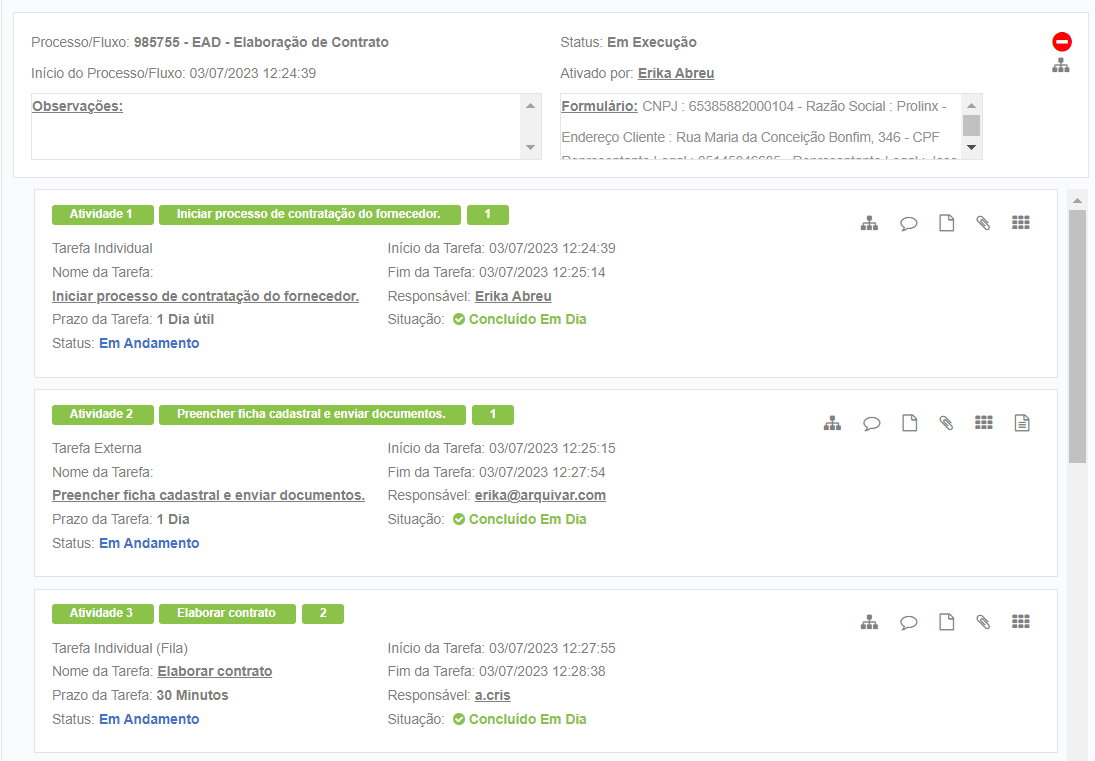 Processo/Fluxo: 985755 - EAD - Elaboração de Contrato
Status: Em Execução
Início do Processo/Fluxo: 03/07/2023 12:24:39
Ativado por: Erika Abreu
Observações:
Formulário: CNPJ : 65385882000104 - Razão Social : Prolinx -
Endereço Cliente : Rua Maria da Conceição Bonfim, 346 - CPF
Atividade 1 Iniciar processo de contratação do fornecedor. 1
Tarefa Individual
Início da Tarefa: 03/07/2023 12:24:39
Nome da Tarefa:
Fim da Tarefa: 03/07/2023 12:25:14
Iniciar processo de contratação do fornecedor.
Responsável: Erika Abreu
Prazo da Tarefa: 1 Dia útil
Situação: Concluído Em Dia
Status: Em Andamento
Atividade 2 Preencher ficha cadastral e enviar documentos. 1
Tarefa Externa
Início da Tarefa: 03/07/2023 12:25:15
Nome da Tarefa:
Fim da Tarefa: 03/07/2023 12:27:54
Preencher ficha cadastral e enviar documentos.
Responsável: erika@arquivar.com
Prazo da Tarefa: 1 Dia
Situação: Concluído Em Dia
Status: Em Andamento
Atividade 3 Elaborar contrato 2
Tarefa Individual (Fila)
Início da Tarefa: 03/07/2023 12:27:55
Nome da Tarefa: Elaborar contrato
Fim da Tarefa: 03/07/2023 12:28:38
Prazo da Tarefa: 30 Minutos
Responsável: a.cris
Status: Em Andamento
Situação: Concluído Em Dia